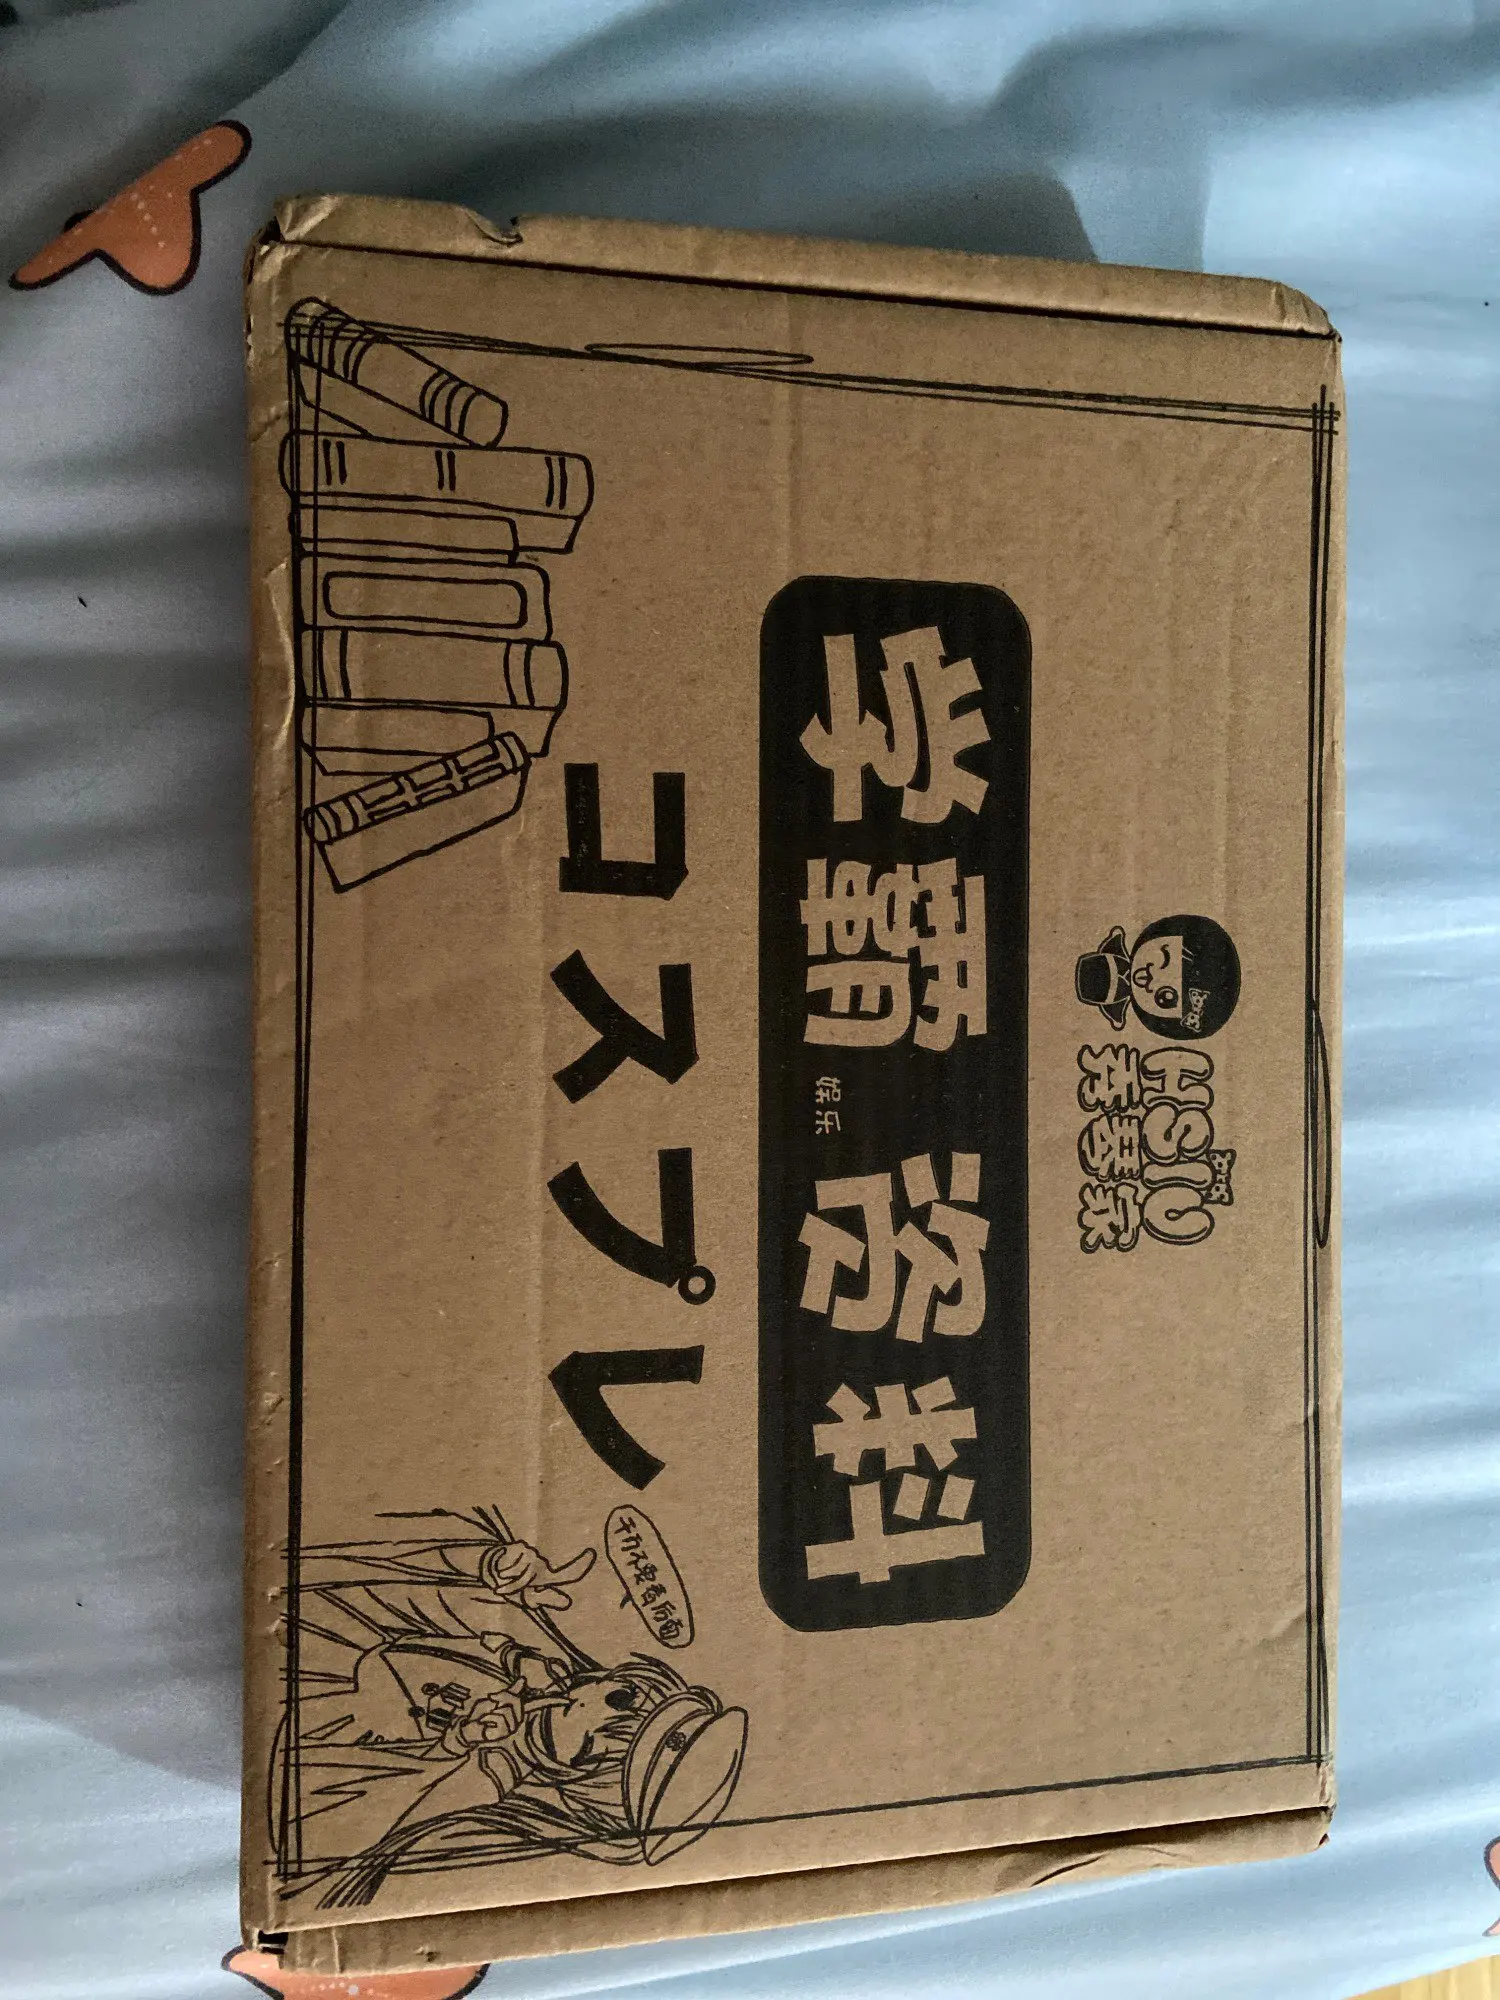 HSIU
秀琴家
学霸资料
娱乐
コスプレ
千万不要看后面